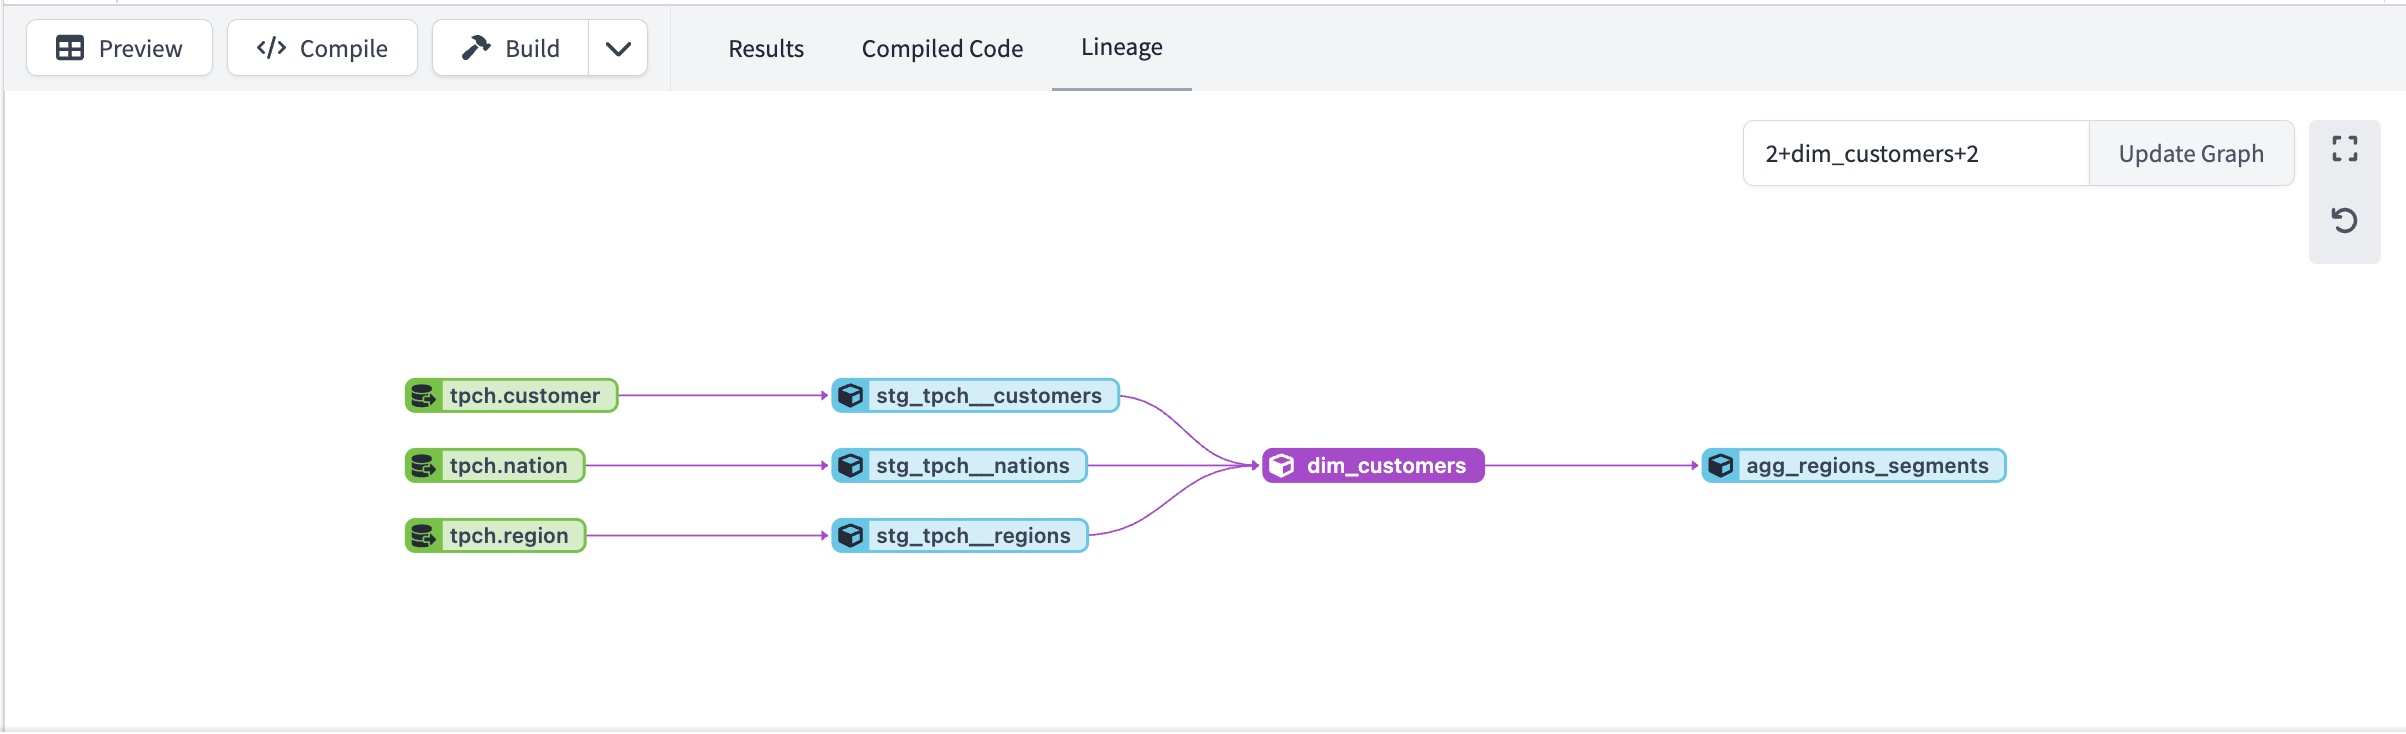 Preview
Compile
Build
Results
Compiled Code
Lineage
2+dim_customers+2
Update Graph
tpch.customer
stg_tpch__customers
tpch.nation
stg_tpch__nations
dim_customers
agg_regions_segments
tpch.region
stg_tpch__regions